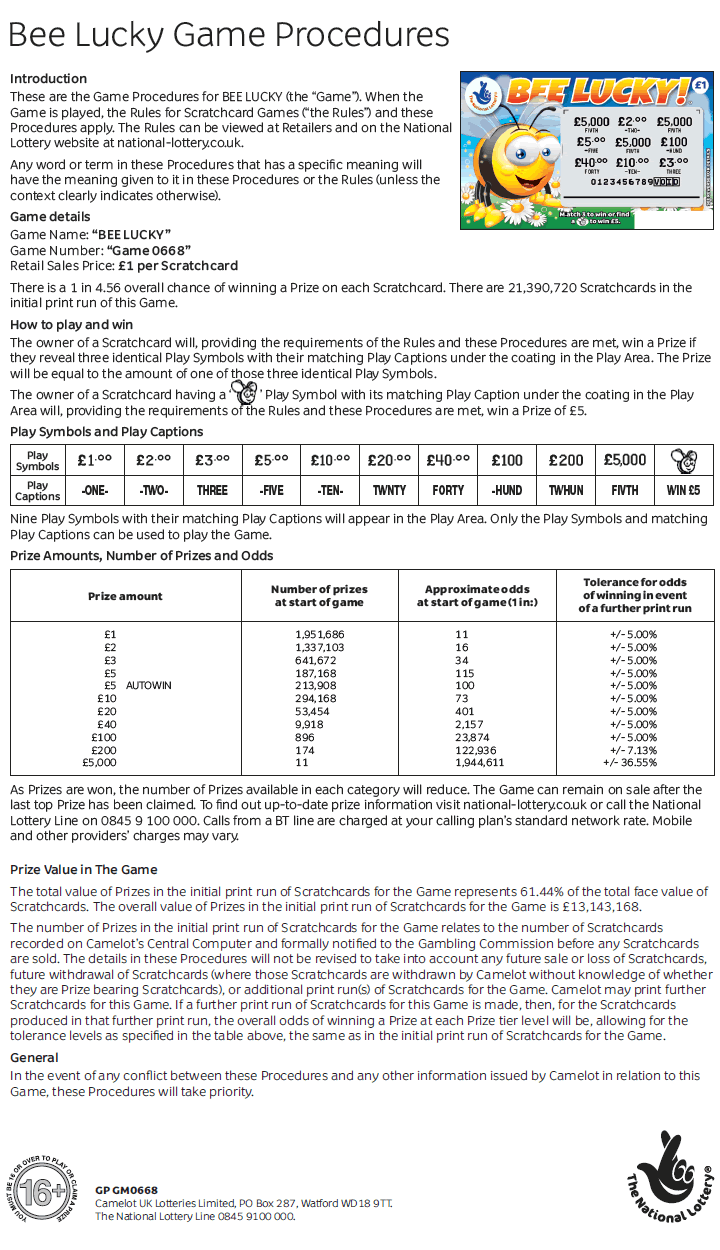 Bee Lucky Game Procedures
Introduction
These are the Game Procedures for BEE LUCKY (the “Game”). When the
Game is played, the Rules for Scratchcard Games (“the Rules”) and these
Procedures apply. The Rules can be viewed at Retailers and on the National
Lottery website at national-lottery.co.uk.
Any word or term in these Procedures that has a specific meaning will
have the meaning given to it in these Procedures or the Rules (unless the
context clearly indicates otherwise).
The National Lottery
BEE LUCKY!
£1
£5,000 £2·00 £5,000
FIVTH -TWO- FIVTH
£5·00 £5,000 £100
-FIVE FIVTH -HUND
£40·00 £10·00 £3·00
FORTY -TEN- THREE
0123456789VOID
Match 3 to win or find
a to win £5.
Game details
Game Name: “BEE LUCKY”
Game Number: “Game 0668”
Retail Sales Price: £1 per Scratchcard
There is a 1 in 4.56 overall chance of winning a Prize on each Scratchcard. There are 21,390,720 Scratchcards in the
initial print run of this Game.
How to play and win
The owner of a Scratchcard will, providing the requirements of the Rules and these Procedures are met, win a Prize if
they reveal three identical Play Symbols with their matching Play Captions under the coating in the Play Area. The Prize
will be equal to the amount of one of those three identical Play Symbols.
The owner of a Scratchcard having a ‘ ’ Play Symbol with its matching Play Caption under the coating in the Play
Area will, providing the requirements of the Rules and these Procedures are met, win a Prize of £5.
Play Symbols and Play Captions
Play Symbols £1·00 £2·00 £3·00 £5·00 £10·00 £20·00 £40·00 £100 £200 £5,000
Play Captions -ONE- -TWO- THREE -FIVE -TEN- TWNTY FORTY -HUND TWHUN FIVTH WIN £5
Nine Play Symbols with their matching Play Captions will appear in the Play Area. Only the Play Symbols and matching
Play Captions can be used to play the Game.
Prize Amounts, Number of Prizes and Odds
Prize amount Number of prizes at start of game Approximate odds at start of game (1 in:) Tolerance for odds of winning in event of a further print run
£1 1,951,686 11 +/- 5.00%
£2 1,337,103 16 +/- 5.00%
£3 641,672 34 +/- 5.00%
£5 187,168 115 +/- 5.00%
£5 AUTOWIN 213,908 100 +/- 5.00%
£10 294,168 73 +/- 5.00%
£20 53,454 401 +/- 5.00%
£40 9,918 2,157 +/- 5.00%
£100 896 23,874 +/- 5.00%
£200 174 122,936 +/- 7.13%
£5,000 11 1,944,611 +/- 36.55%
As Prizes are won, the number of Prizes available in each category will reduce. The Game can remain on sale after the
last top Prize has been claimed. To find out up-to-date prize information visit national-lottery.co.uk or call the National
Lottery Line on 0845 9 100 000. Calls from a BT line are charged at your calling plan’s standard network rate. Mobile
and other providers’ charges may vary.
Prize Value in The Game
The total value of Prizes in the initial print run of Scratchcards for the Game represents 61.44% of the total face value of
Scratchcards. The overall value of Prizes in the initial print run of Scratchcards for the Game is £13,143,168.
The number of Prizes in the initial print run of Scratchcards for the Game relates to the number of Scratchcards
recorded on Camelot’s Central Computer and formally notified to the Gambling Commission before any Scratchcards
are sold. The details in these Procedures will not be revised to take into account any future sale or loss of Scratchcards,
future withdrawal of Scratchcards (where those Scratchcards are withdrawn by Camelot without knowledge of whether
they are Prize bearing Scratchcards), or additional print run(s) of Scratchcards for the Game. Camelot may print further
Scratchcards for this Game. If a further print run of Scratchcards for this Game is made, then, for the Scratchcards
produced in that further print run, the overall odds of winning a Prize at each Prize tier level will be, allowing for the
tolerance levels as specified in the table above, the same as in the initial print run of Scratchcards for the Game.
General
In the event of any conflict between these Procedures and any other information issued by Camelot in relation to this
Game, these Procedures will take priority.
YOU MUST BE 16 OR OVER TO PLAY OR CLAIM A PRIZE
16+
GP GM0668
Camelot UK Lotteries Limited, PO Box 287, Watford WD18 9TT.
The National Lottery Line 0845 9100 000.
The National Lottery®